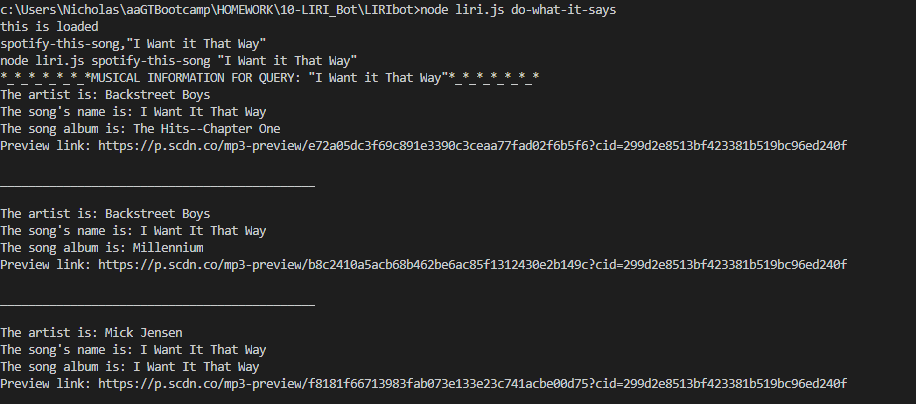 c:\Users\Nicholas\aaGTBootcamp\HOMEWORK\10-LIRI_Bot\LIRIbot>node liri.js do-what-it-says
this is loaded
spotify-this-song,"I Want it That Way"
node liri.js spotify-this-song "I Want it That Way"
*_*_*_*_*_*_*MUSICAL INFORMATION FOR QUERY: "I Want it That Way"*_*_*_*_*_*_*
The artist is: Backstreet Boys
The song's name is: I Want It That Way
The song album is: The Hits--Chapter One
Preview link: https://p.scdn.co/mp3-preview/e72a05dc3f69c891e3390c3ceaa77fad02f6b5f6?cid=299d2e8513bf423381b519bc96ed240f
_____________________________________________
The artist is: Backstreet Boys
The song's name is: I Want It That Way
The song album is: Millennium
Preview link: https://p.scdn.co/mp3-preview/b8c2410a5acb68b462be6ac85f1312430e2b149c?cid=299d2e8513bf423381b519bc96ed240f
_____________________________________________
The artist is: Mick Jensen
The song's name is: I Want It That Way
The song album is: I Want It That Way
Preview link: https://p.scdn.co/mp3-preview/f8181f66713983fab073e133e23c741acbe00d75?cid=299d2e8513bf423381b519bc96ed240f